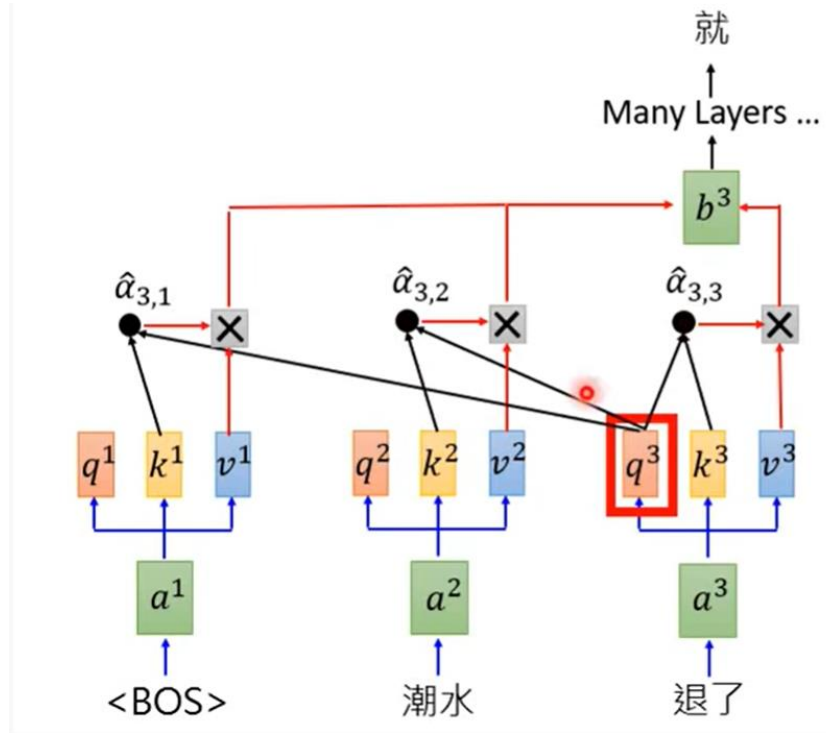 就
Many Layers ...
b³
α̂₃,₁ α̂₃,₂ α̂₃,₃
q¹ k¹ v¹ q² k² v² q³ k³ v³
a¹ a² a³
<BOS> 潮水 退了